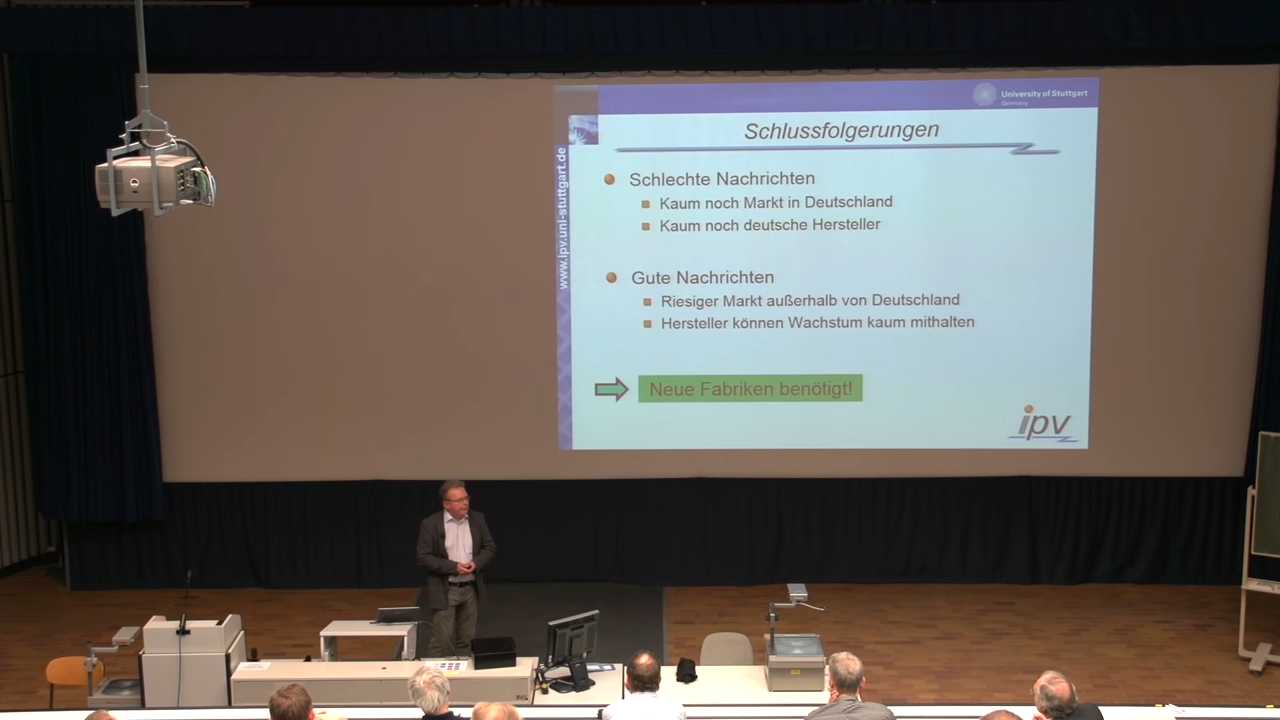 University of Stuttgart
Germany
www.ipv.uni-stuttgart.de
Schlussfolgerungen
Schlechte Nachrichten
Kaum noch Markt in Deutschland
Kaum noch deutsche Hersteller
Gute Nachrichten
Riesiger Markt außerhalb von Deutschland
Hersteller können Wachstum kaum mithalten
Neue Fabriken benötigt!
ipv